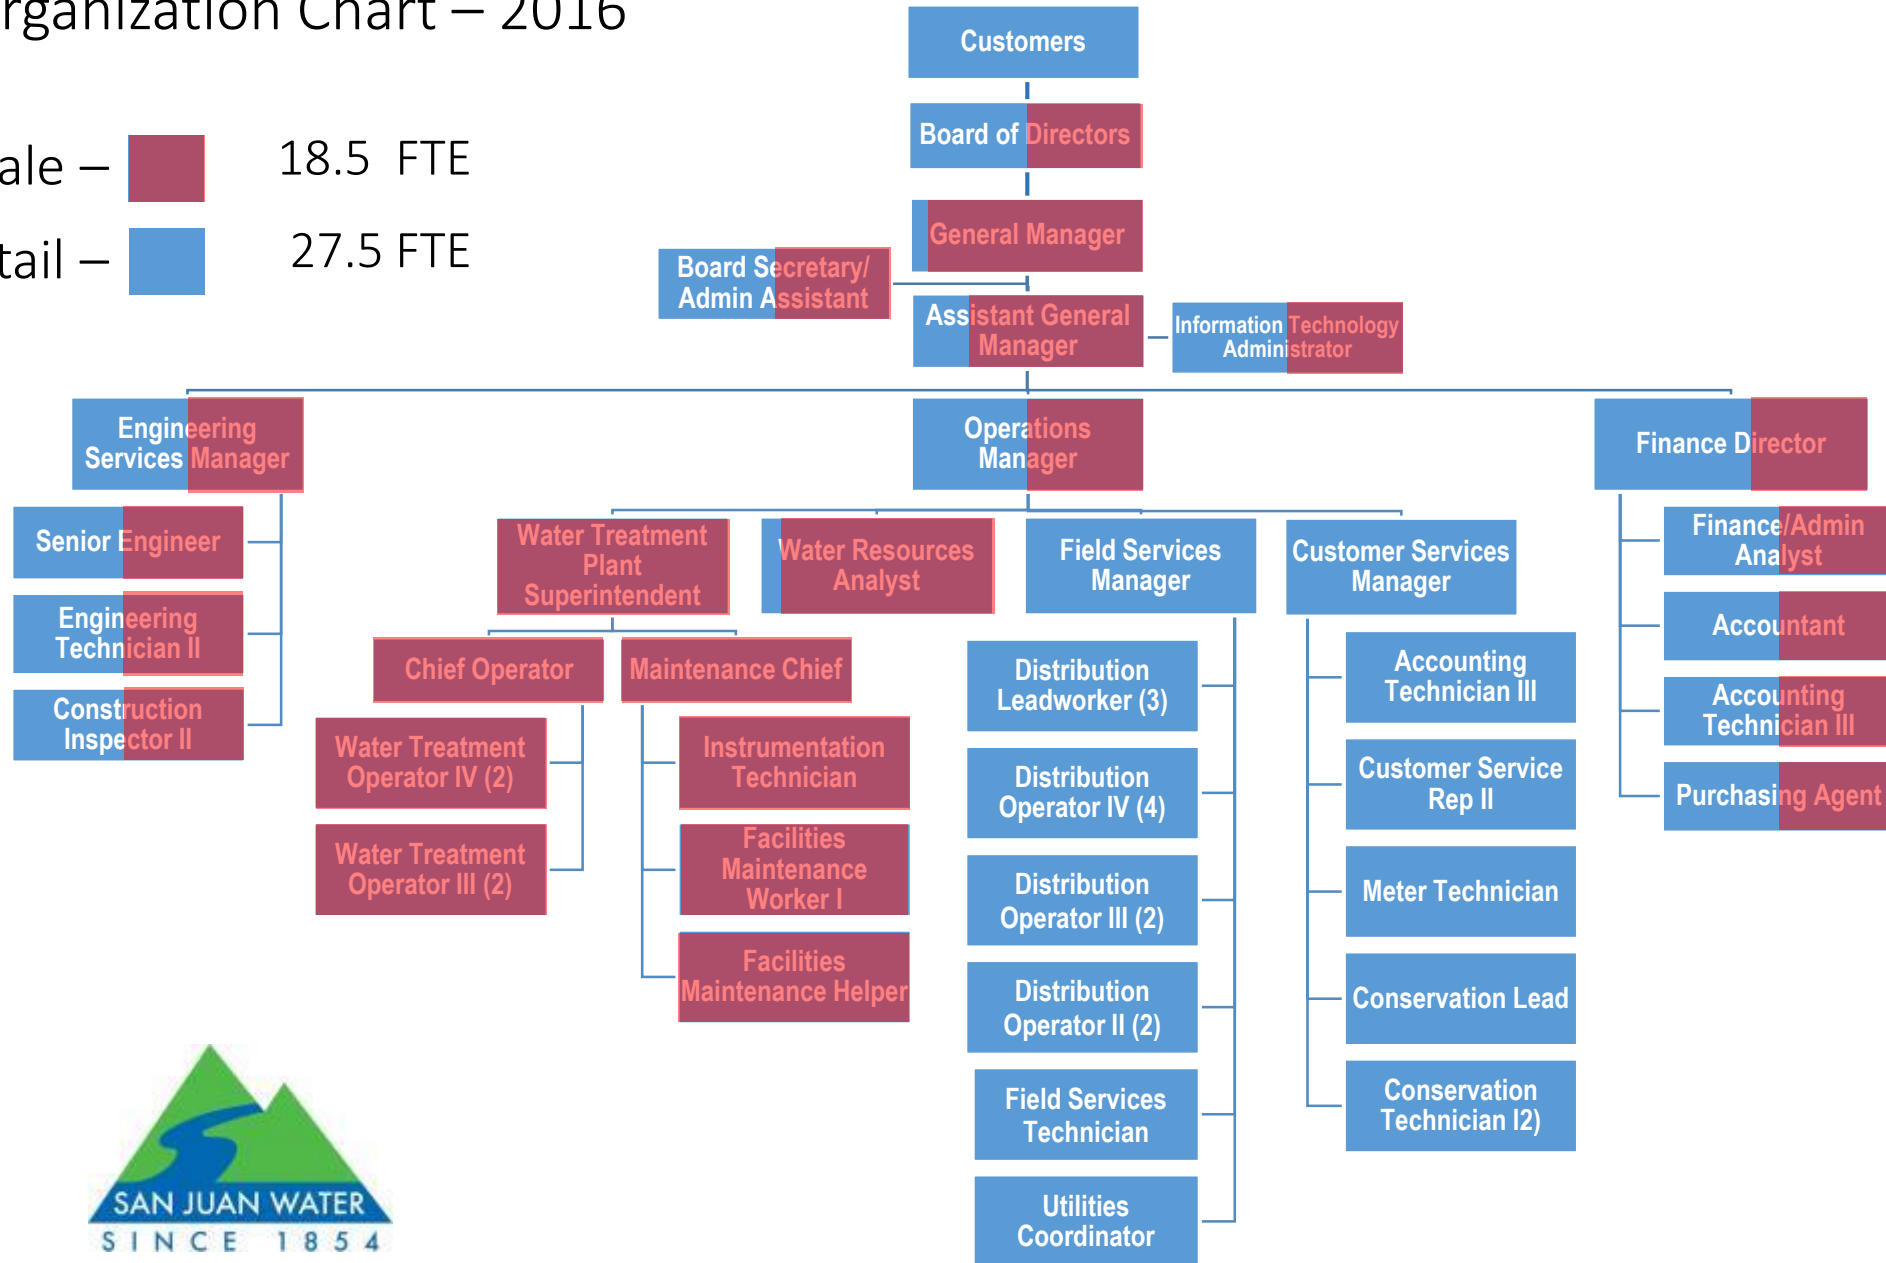 rganization Chart – 2016
ale –
18.5 FTE
tail –
27.5 FTE
Customers
Board of Directors
General Manager
Board Secretary/
Admin Assistant
Assistant General
Manager
Information Technology
Administrator
Engineering
Services Manager
Operations
Manager
Finance Director
Senior Engineer
Engineering
Technician II
Construction
Inspector II
Water Treatment
Plant
Superintendent
Water Resources
Analyst
Field Services
Manager
Customer Services
Manager
Chief Operator
Maintenance Chief
Water Treatment
Operator IV (2)
Water Treatment
Operator III (2)
Instrumentation
Technician
Facilities
Maintenance
Worker I
Facilities
Maintenance Helper
Distribution
Leadworker (3)
Distribution
Operator IV (4)
Distribution
Operator III (2)
Distribution
Operator II (2)
Field Services
Technician
Utilities
Coordinator
Accounting
Technician III
Customer Service
Rep II
Meter Technician
Conservation Lead
Conservation
Technician I2)
Finance/Admin
Analyst
Accountant
Accounting
Technician III
Purchasing Agent
SAN JUAN WATER
SINCE 1854